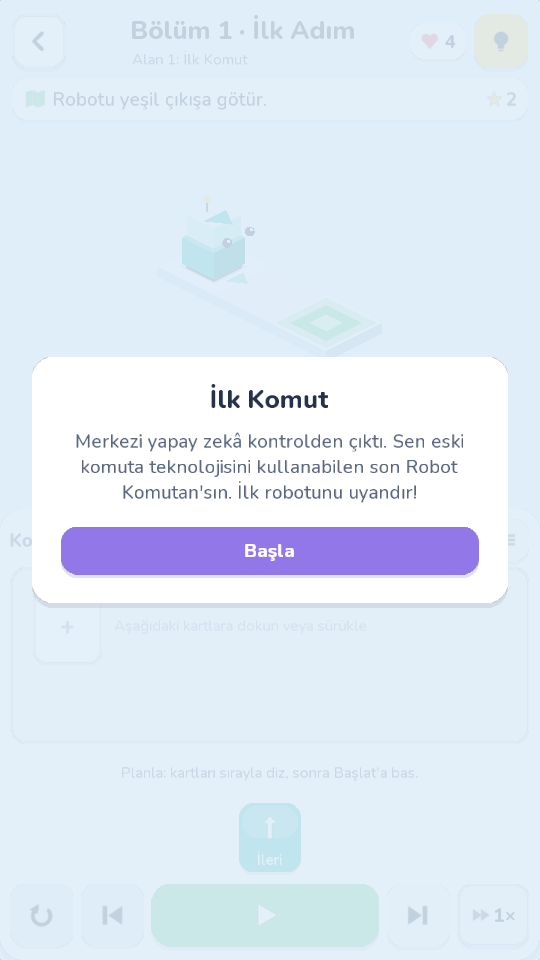 Bölüm 1 · İlk Adım
Alan 1: İlk Komut
4
Robotu yeşil çıkışa götür.
2
İlk Komut
Merkezi yapay zekâ kontrolden çıktı. Sen eski
komuta teknolojisini kullanabilen son Robot
Komutan'sın. İlk robotunu uyandır!
Başla
Ko
+ Aşağıdaki kartlara dokun veya sürükle
Planla: kartları sırayla diz, sonra Başlat'a bas.
İleri
1×